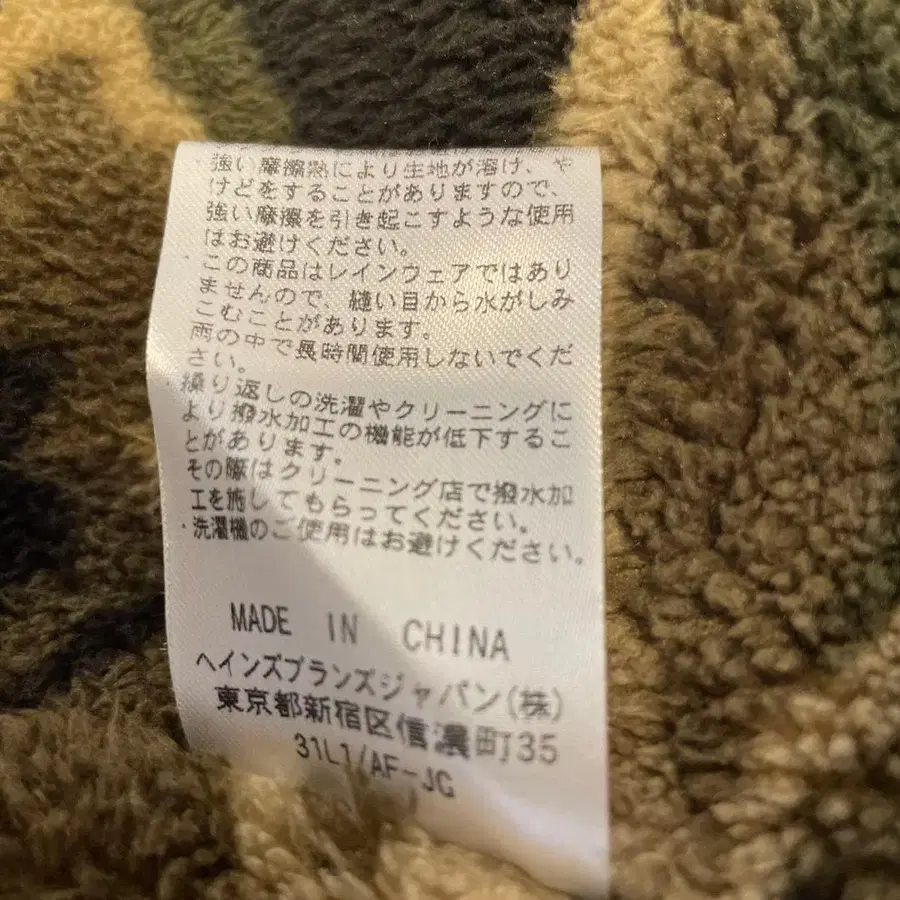 ・強い摩擦熱により生地が溶け、や
けどをすることがありますので、
強い摩擦を引き起こすような使用
はお避けください。
・この商品はレインウェアではあり
ませんので、縫い目から水がしみ
こむことがあります。
雨の中で長時間使用しないでくだ
さい。
・繰り返しの洗濯やクリーニングに
より撥水加工の機能が低下するこ
とがあります。
その際はクリーニング店で撥水加
工を施してもらってください。
・洗濯機のご使用はお避けください。
MADE IN CHINA
ヘインズブランズジャパン(株)
東京都新宿区信濃町35
31L1/AF-JG